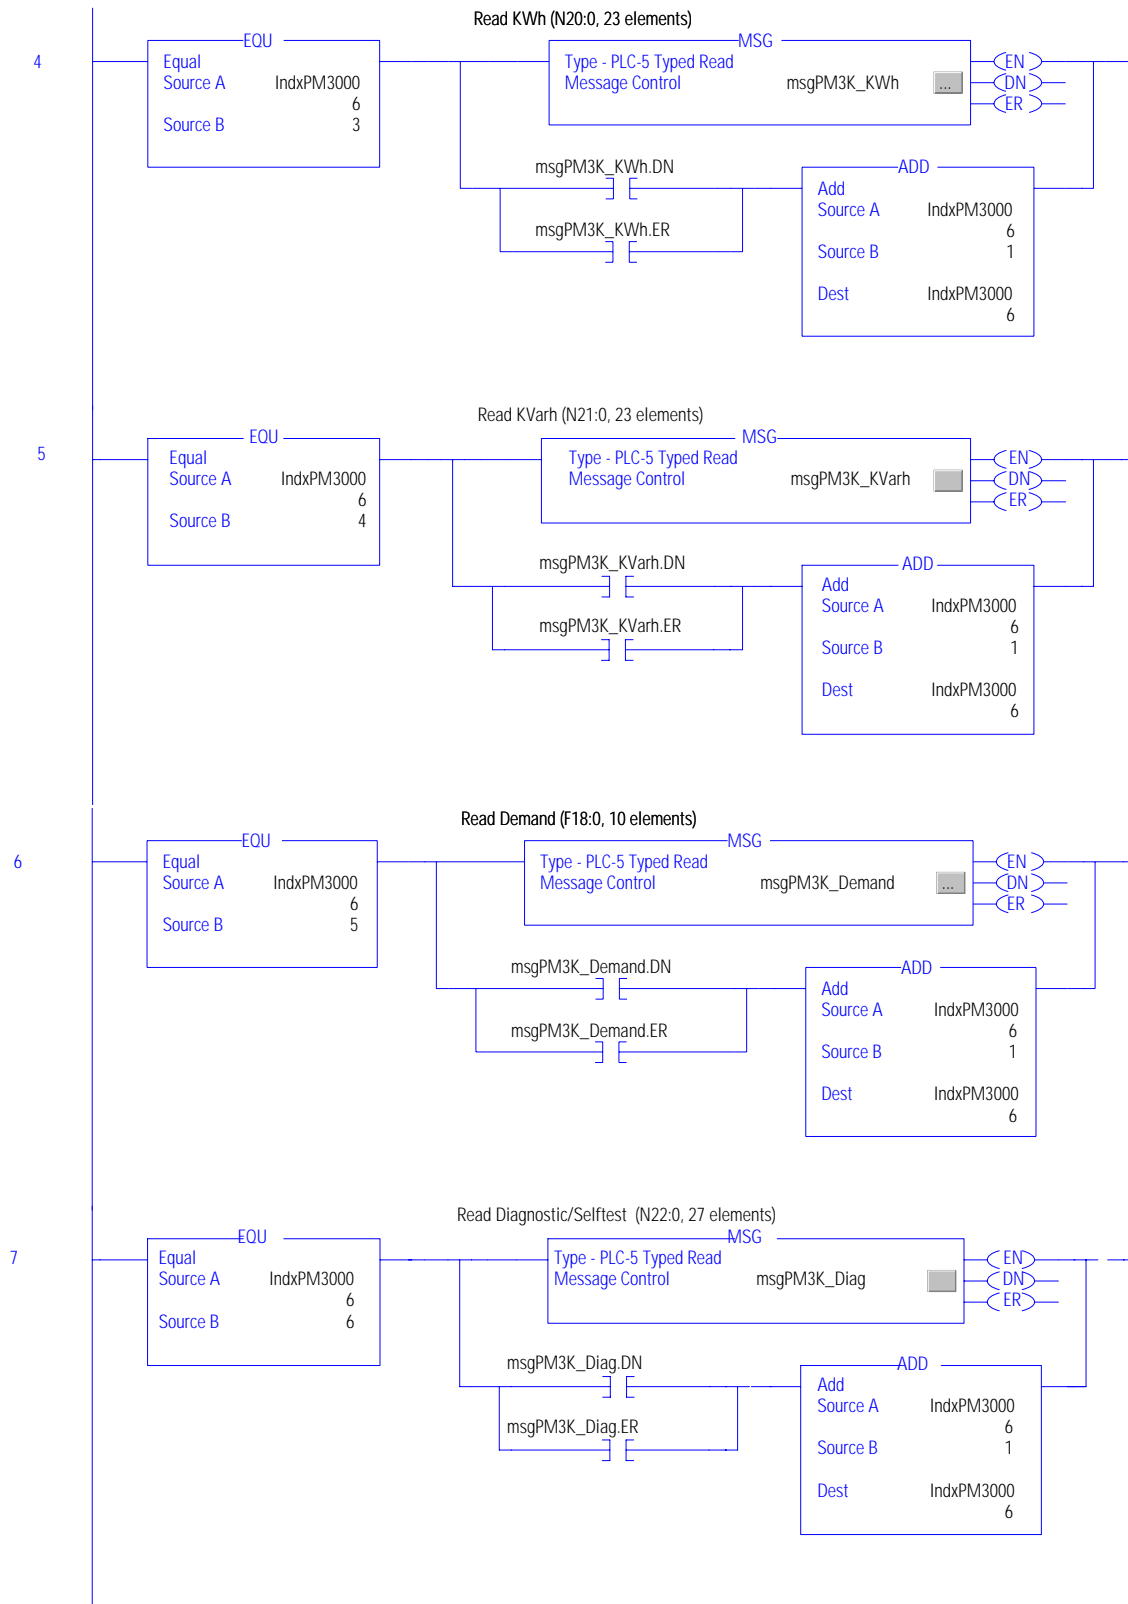 Read KWh (N20:0, 23 elements)
4
EQU
Equal
Source A IndxPM3000
6
Source B 3
MSG
Type - PLC-5 Typed Read
Message Control msgPM3K_KWh ...
EN
DN
ER
msgPM3K_KWh.DN
msgPM3K_KWh.ER
ADD
Add
Source A IndxPM3000
6
Source B 1
Dest IndxPM3000
6
Read KVarh (N21:0, 23 elements)
5
EQU
Equal
Source A IndxPM3000
6
Source B 4
MSG
Type - PLC-5 Typed Read
Message Control msgPM3K_KVarh
EN
DN
ER
msgPM3K_KVarh.DN
msgPM3K_KVarh.ER
ADD
Add
Source A IndxPM3000
6
Source B 1
Dest IndxPM3000
6
Read Demand (F18:0, 10 elements)
6
EQU
Equal
Source A IndxPM3000
6
Source B 5
MSG
Type - PLC-5 Typed Read
Message Control msgPM3K_Demand ...
EN
DN
ER
msgPM3K_Demand.DN
msgPM3K_Demand.ER
ADD
Add
Source A IndxPM3000
6
Source B 1
Dest IndxPM3000
6
Read Diagnostic/Selftest (N22:0, 27 elements)
7
EQU
Equal
Source A IndxPM3000
6
Source B 6
MSG
Type - PLC-5 Typed Read
Message Control msgPM3K_Diag
EN
DN
ER
msgPM3K_Diag.DN
msgPM3K_Diag.ER
ADD
Add
Source A IndxPM3000
6
Source B 1
Dest IndxPM3000
6